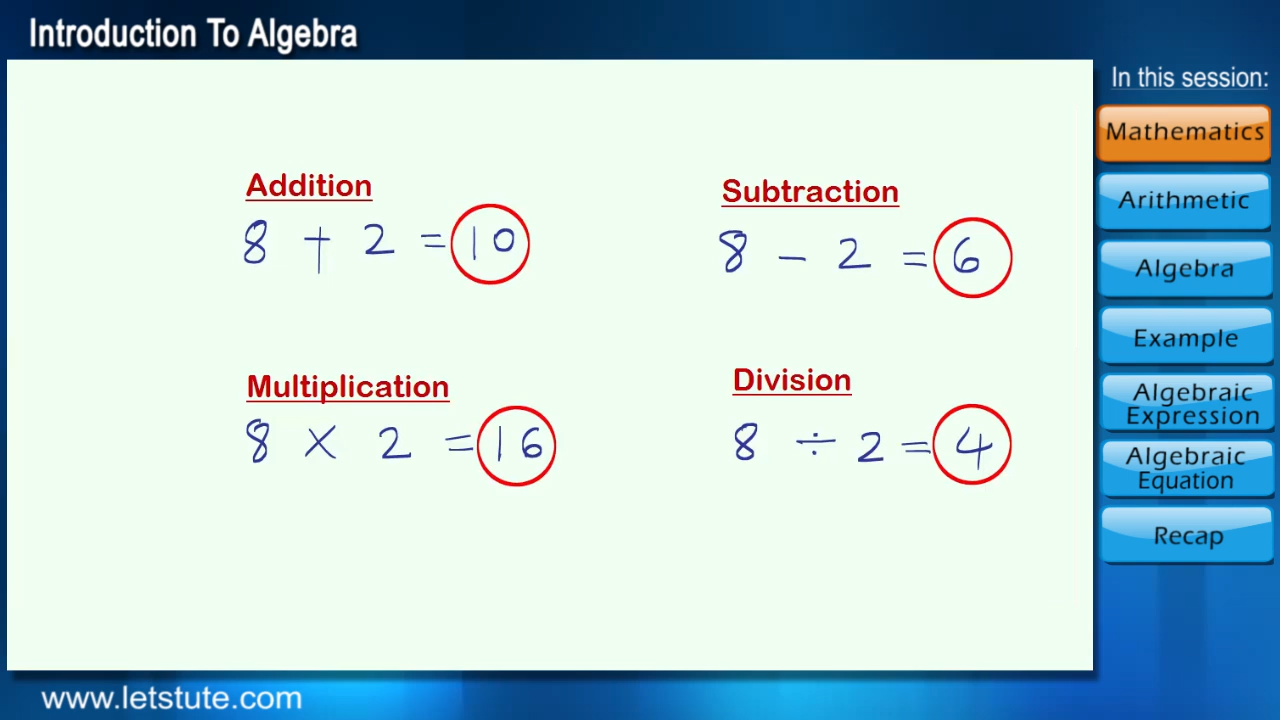 Introduction To Algebra
In this session:
Mathematics
Arithmetic
Algebra
Example
Algebraic
Expression
Algebraic
Equation
Recap
Addition
8 + 2 = 10
Subtraction
8 - 2 = 6
Multiplication
8 × 2 = 16
Division
8 ÷ 2 = 4
www.letstute.com